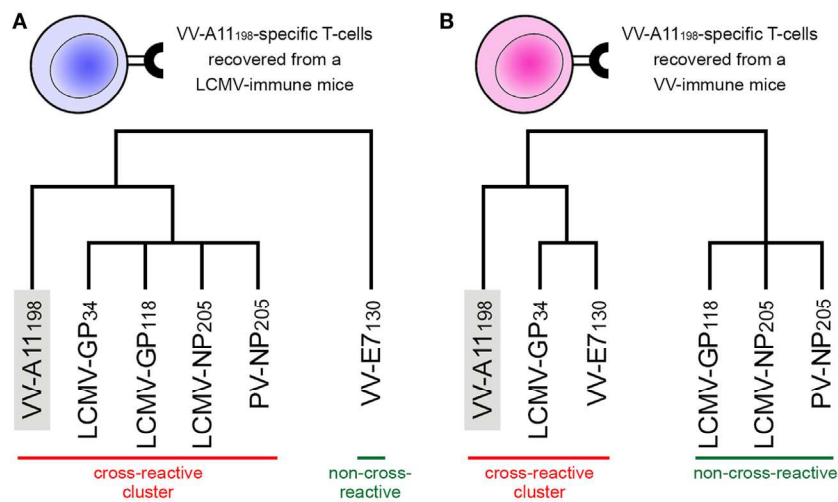 A
VV-A11198-specific T-cells
recovered from a
LCMV-immune mice
VV-A11198
LCMV-GP34
LCMV-GP118
LCMV-NP205
PV-NP205
VV-E7130
cross-reactive
cluster
non-cross-
reactive
B
VV-A11198-specific T-cells
recovered from a
VV-immune mice
VV-A11198
LCMV-GP34
VV-E7130
LCMV-GP118
LCMV-NP205
PV-NP205
cross-reactive
cluster
non-cross-reactive